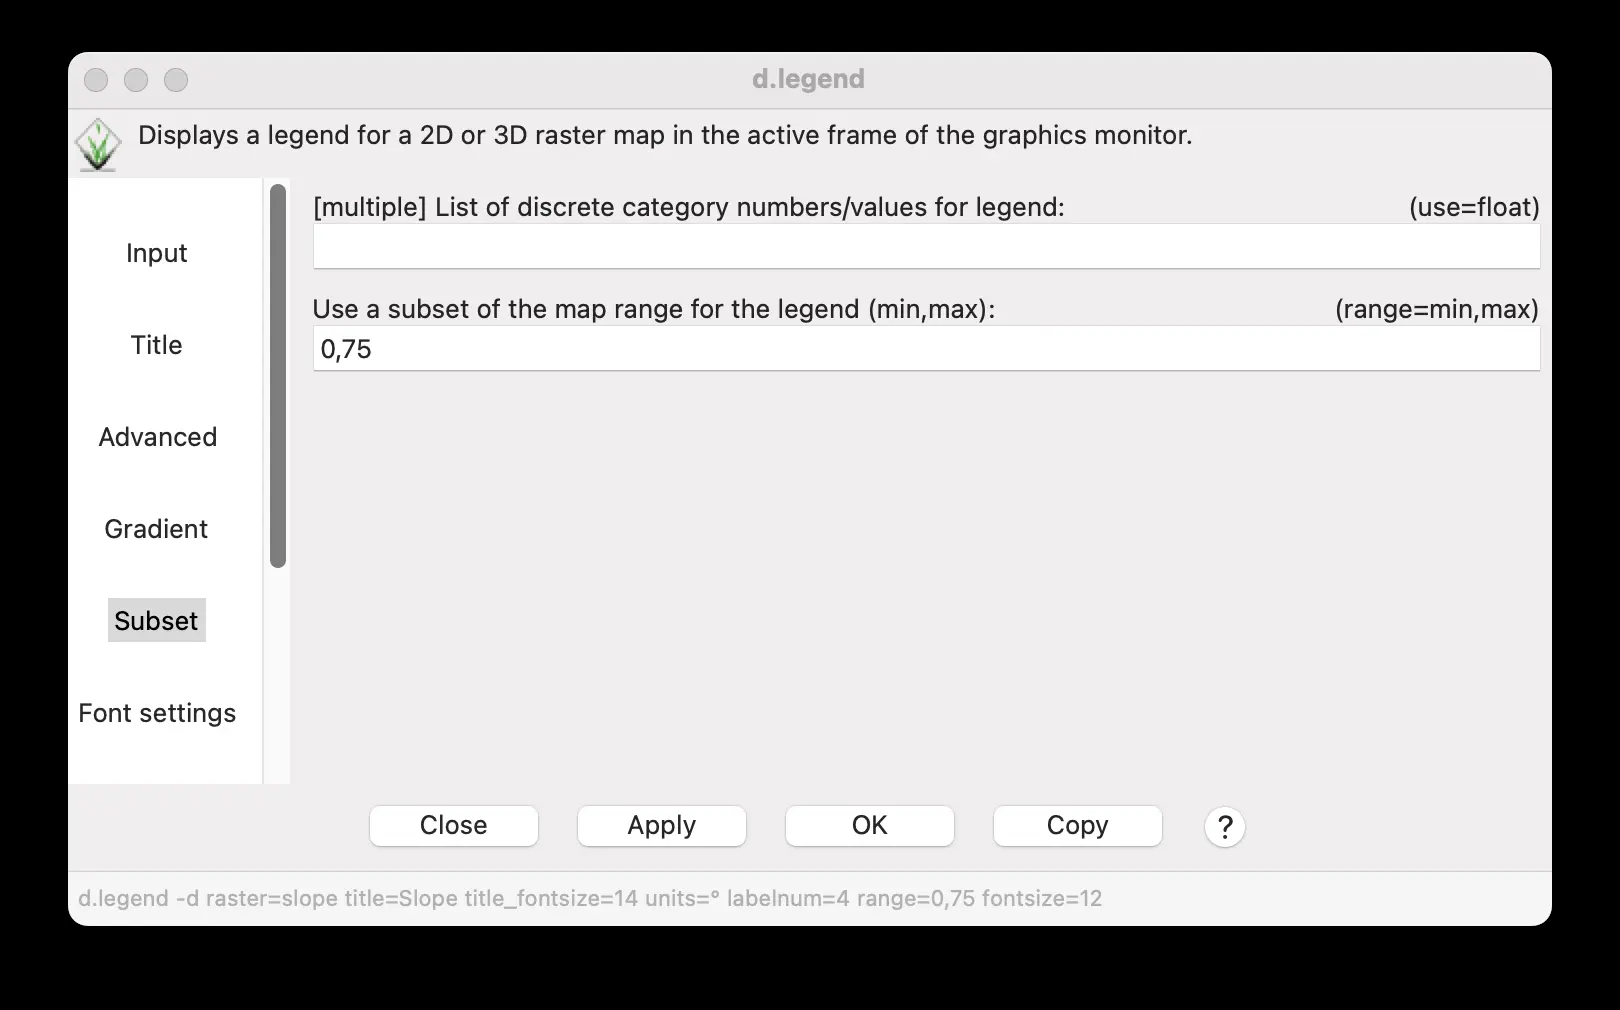 d.legend
Displays a legend for a 2D or 3D raster map in the active frame of the graphics monitor.
Input
Title
Advanced
Gradient
Subset
Font settings
[multiple] List of discrete category numbers/values for legend: (use=float)
Use a subset of the map range for the legend (min,max): (range=min,max)
0,75
Close Apply OK Copy ?
d.legend -d raster=slope title=Slope title_fontsize=14 units=° labelnum=4 range=0,75 fontsize=12